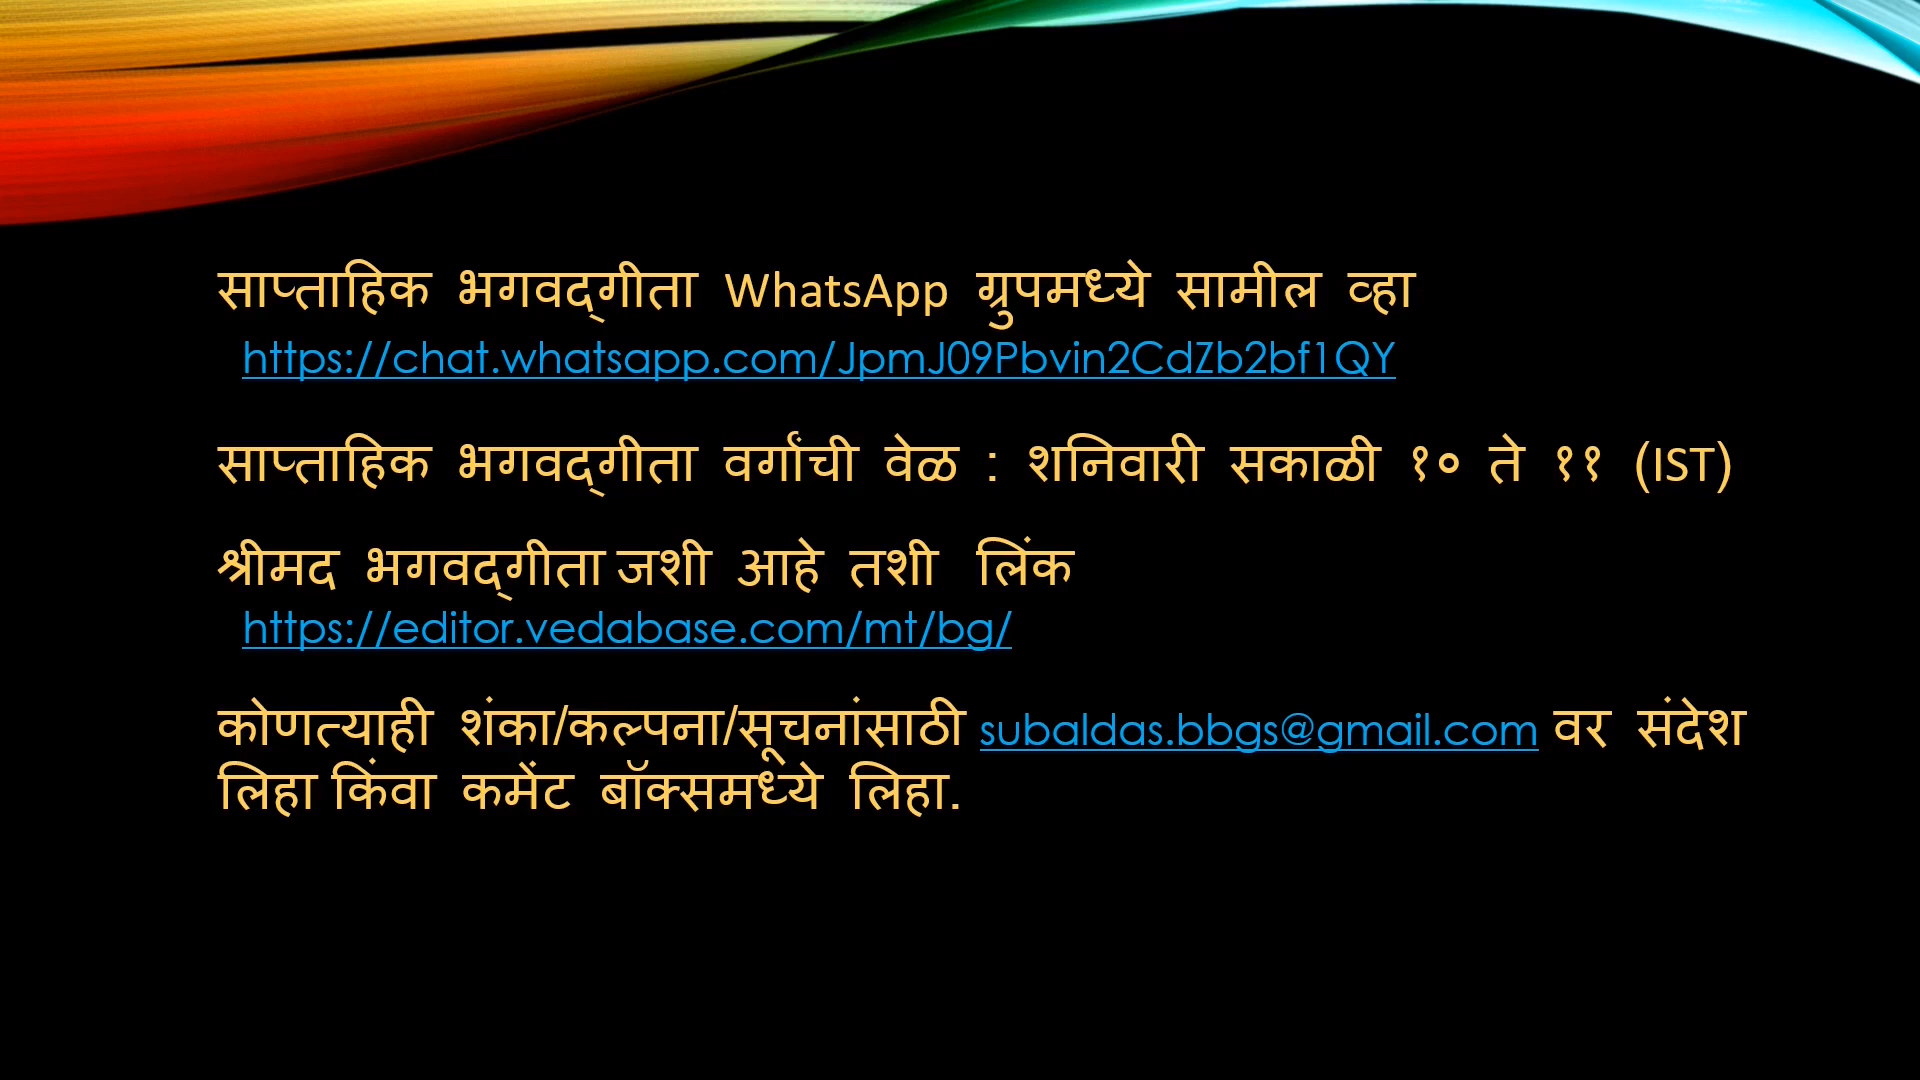 साप्ताहिक भगवद्‌गीता WhatsApp ग्रुपमध्ये सामील व्हा
https://chat.whatsapp.com/JpmJ09Pbvin2CdZb2bf1QY
साप्ताहिक भगवद्‌गीता वर्गांची वेळ : शनिवारी सकाळी १० ते ११ (IST)
श्रीमद भगवद्‌गीता जशी आहे तशी लिंक
https://editor.vedabase.com/mt/bg/
कोणत्याही शंका/कल्पना/सूचनांसाठी subaldas.bbgs@gmail.com वर संदेश
लिहा किंवा कमेंट बॉक्समध्ये लिहा.